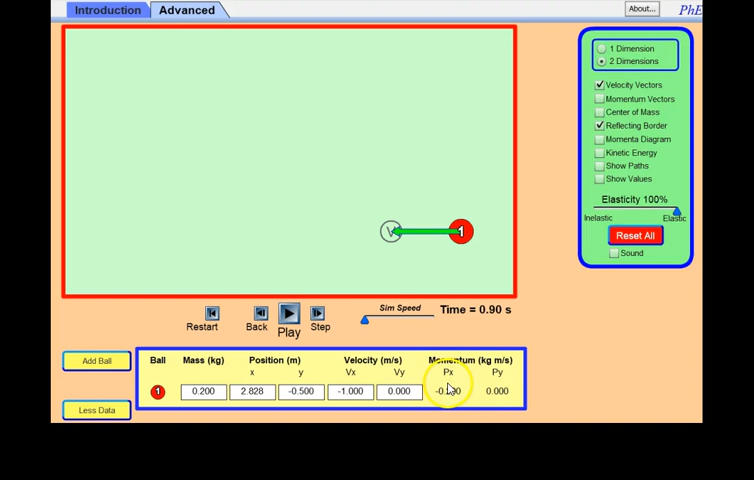 Introduction Advanced About... PhE
1 Dimension
2 Dimensions
Velocity Vectors
Momentum Vectors
Center of Mass
Reflecting Border
Momenta Diagram
Kinetic Energy
Show Paths
Show Values
Elasticity 100%
Inelastic Elastic
Reset All
Sound
V 1
Restart Back Play Step Sim Speed Time = 0.90 s
Add Ball
Less Data
Ball Mass (kg) Position (m) Velocity (m/s) Momentum (kg m/s)
x y Vx Vy Px Py
1 0.200 2.828 -0.500 -1.000 0.000 0.000